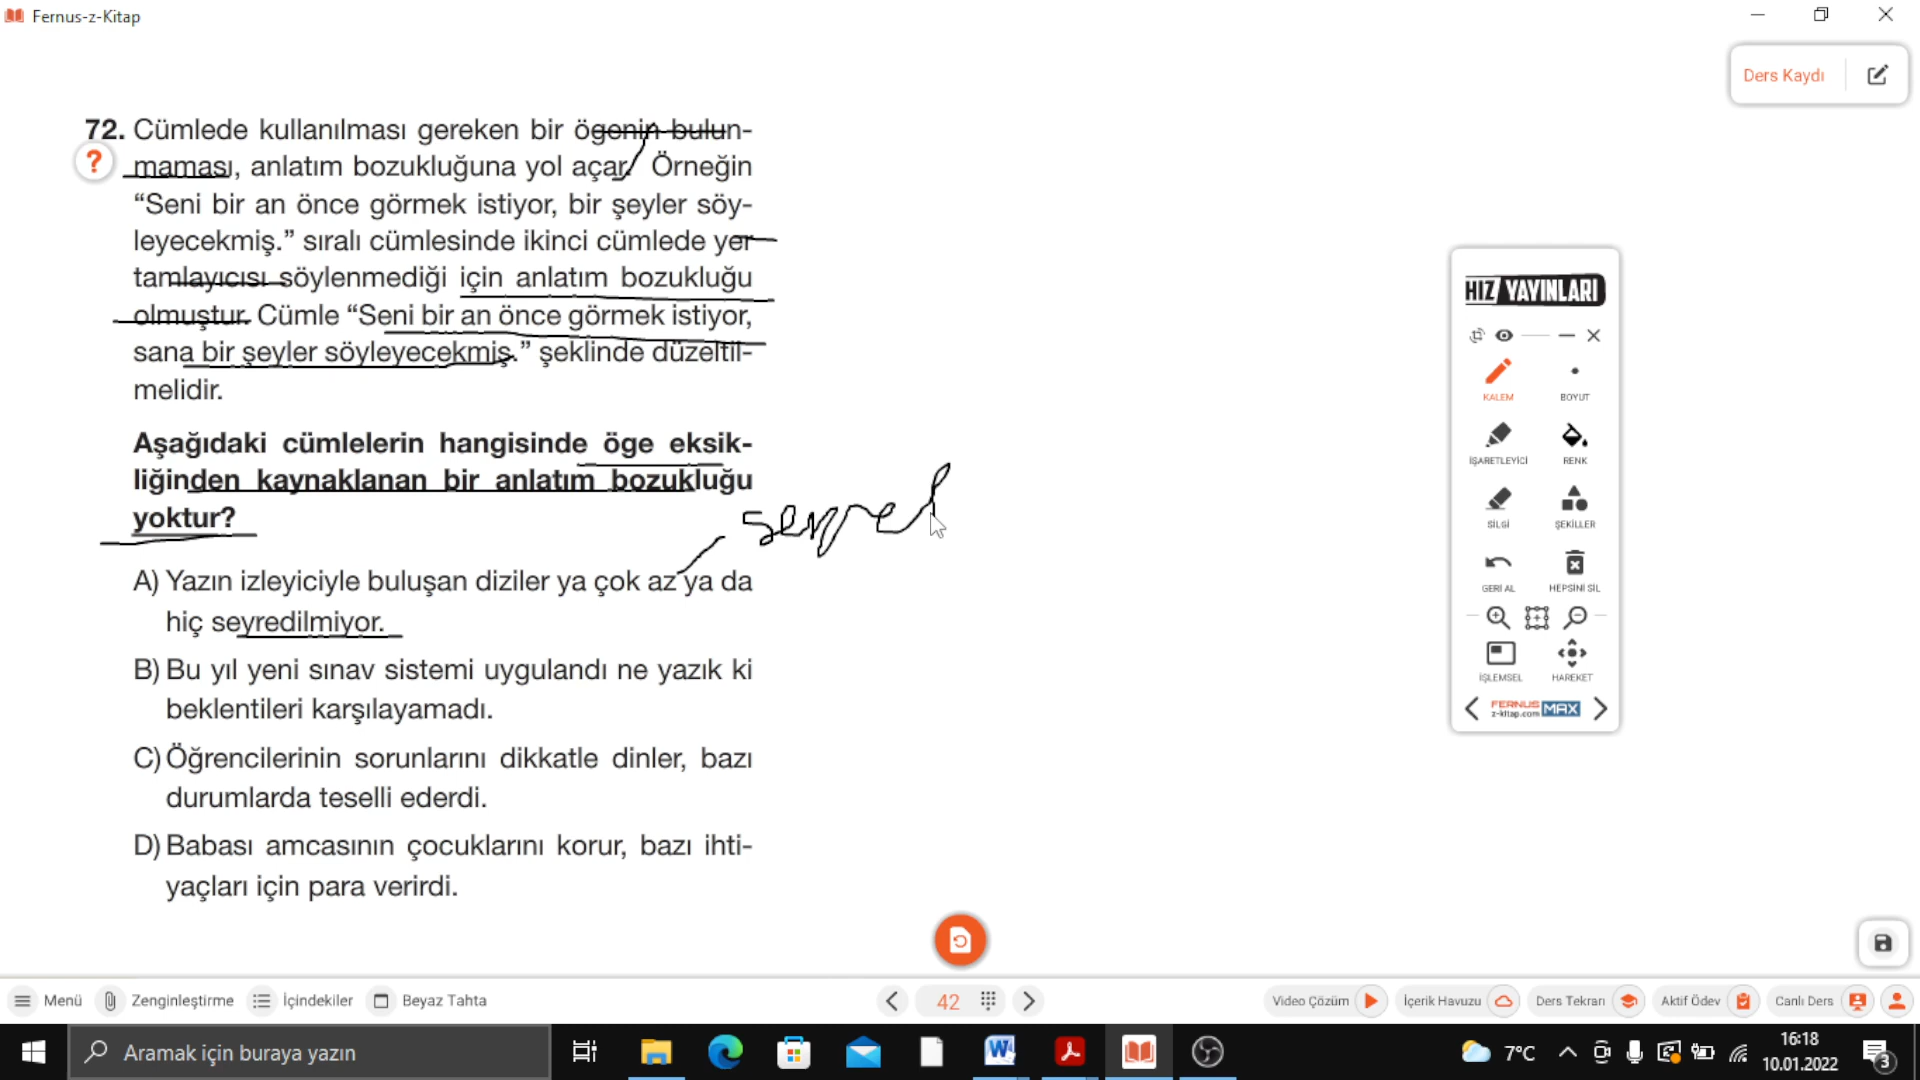 Fernus-z-Kitap
Ders Kaydı
72. Cümlede kullanılması gereken bir ögenin bulun-
maması, anlatım bozukluğuna yol açar. Örneğin
“Seni bir an önce görmek istiyor, bir şeyler söy-
leyecekmiş.” sıralı cümlesinde ikinci cümlede yer
tamlayıcısı söylenmediği için anlatım bozukluğu
olmuştur. Cümle “Seni bir an önce görmek istiyor,
sana bir şeyler söyleyecekmiş.” şeklinde düzeltil-
melidir.
?
Aşağıdaki cümlelerin hangisinde öge eksik-
liğinden kaynaklanan bir anlatım bozukluğu
yoktur?
seyred
A) Yazın izleyiciyle buluşan diziler ya çok az ya da
hiç seyredilmiyor.
B) Bu yıl yeni sınav sistemi uygulandı ne yazık ki
beklentileri karşılayamadı.
C) Öğrencilerinin sorunlarını dikkatle dinler, bazı
durumlarda teselli ederdi.
D) Babası amcasının çocuklarını korur, bazı ihti-
yaçları için para verirdi.
HIZ YAYINLARI
KALEM BOYUT
İŞARETLEYİCİ RENK
SİLGİ ŞEKİLLER
GERİ AL HEPSİNİ SİL
İŞLEMSEL HAREKET
FERNUS
z-kitap.com MAX
Menü Zenginleştirme İçindekiler Beyaz Tahta 42 Video Çözüm İçerik Havuzu Ders Tekrarı Aktif Ödev Canlı Ders
Aramak için buraya yazın
7°C
16:18
10.01.2022
3